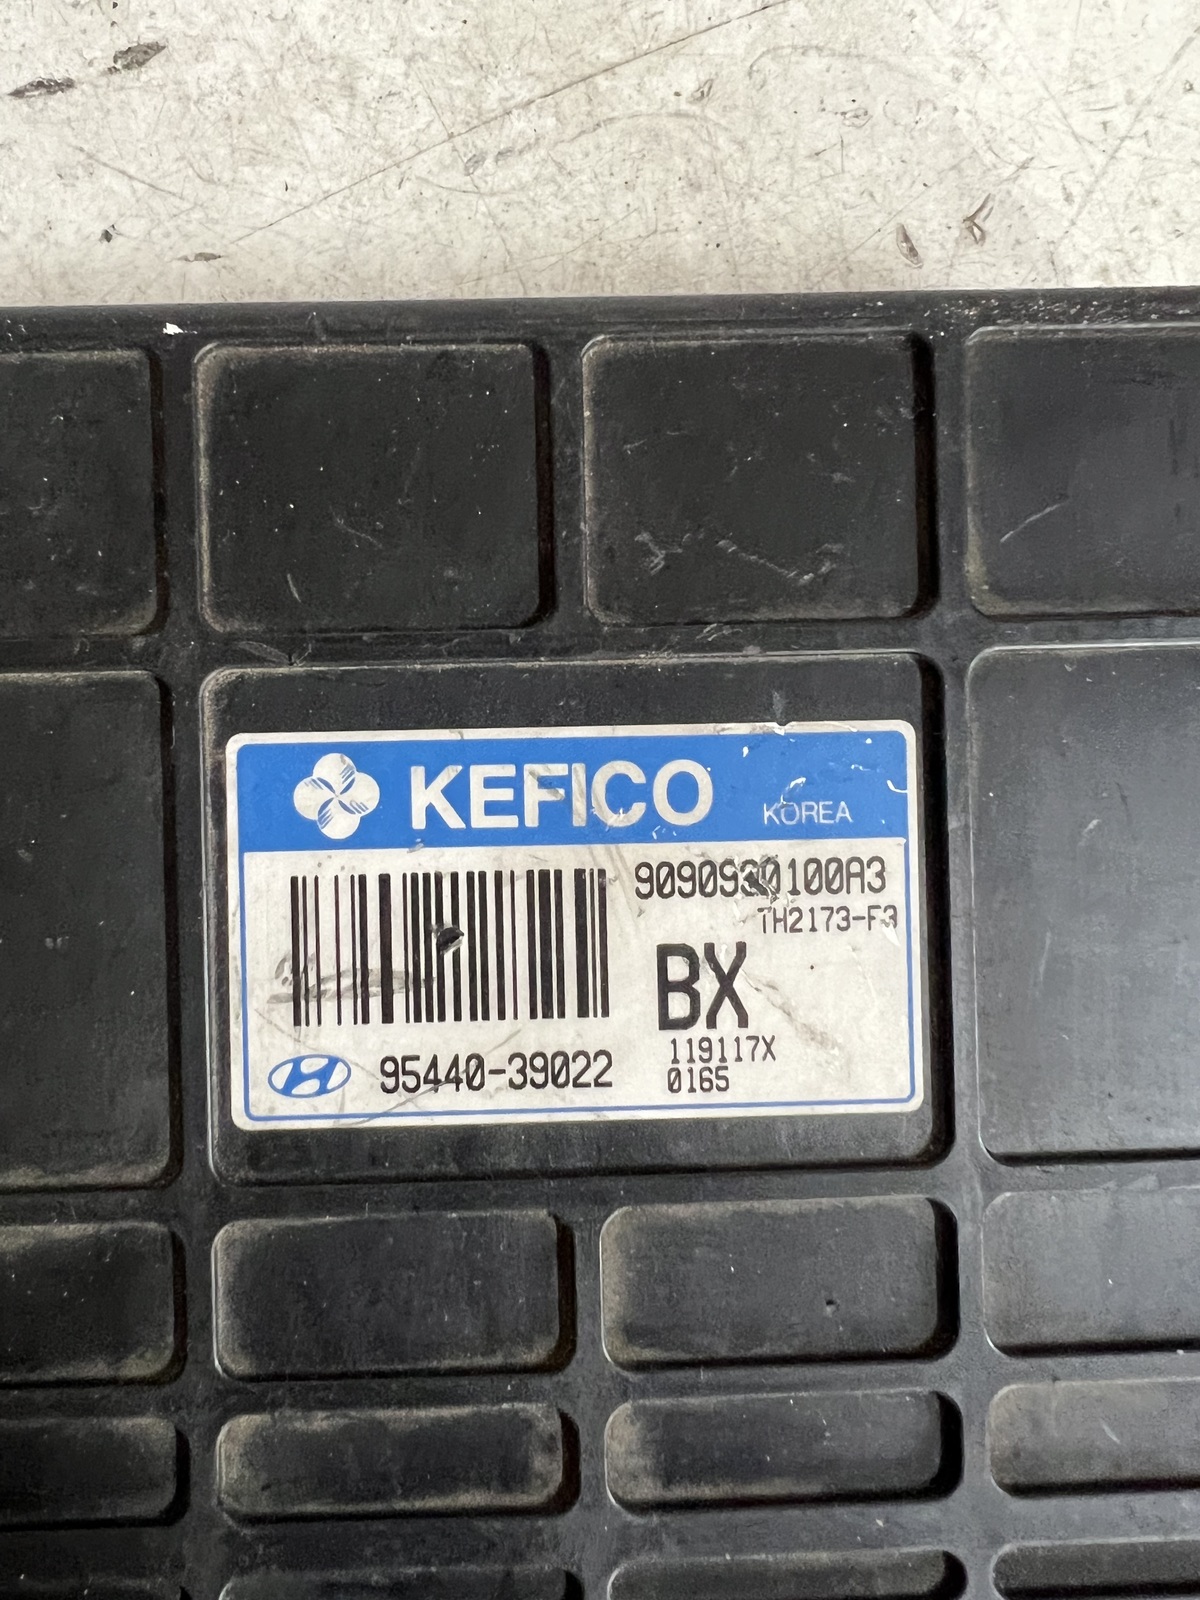 KEFICO KOREA
9090930100A3
TH2173-F3
BX
95440-39022
119117X
0165